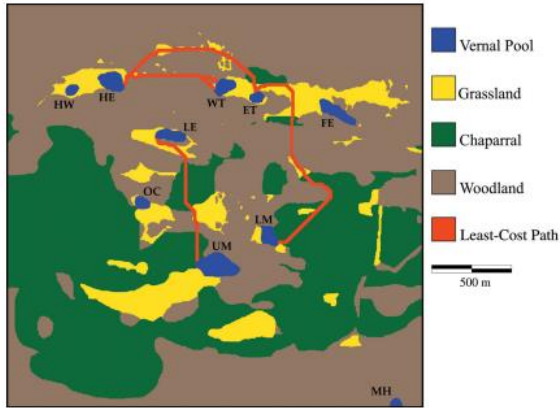 HW
HE
WT
ET
FE
LE
OC
LM
UM
MH
Vernal Pool
Grassland
Chaparral
Woodland
Least-Cost Path
500 m